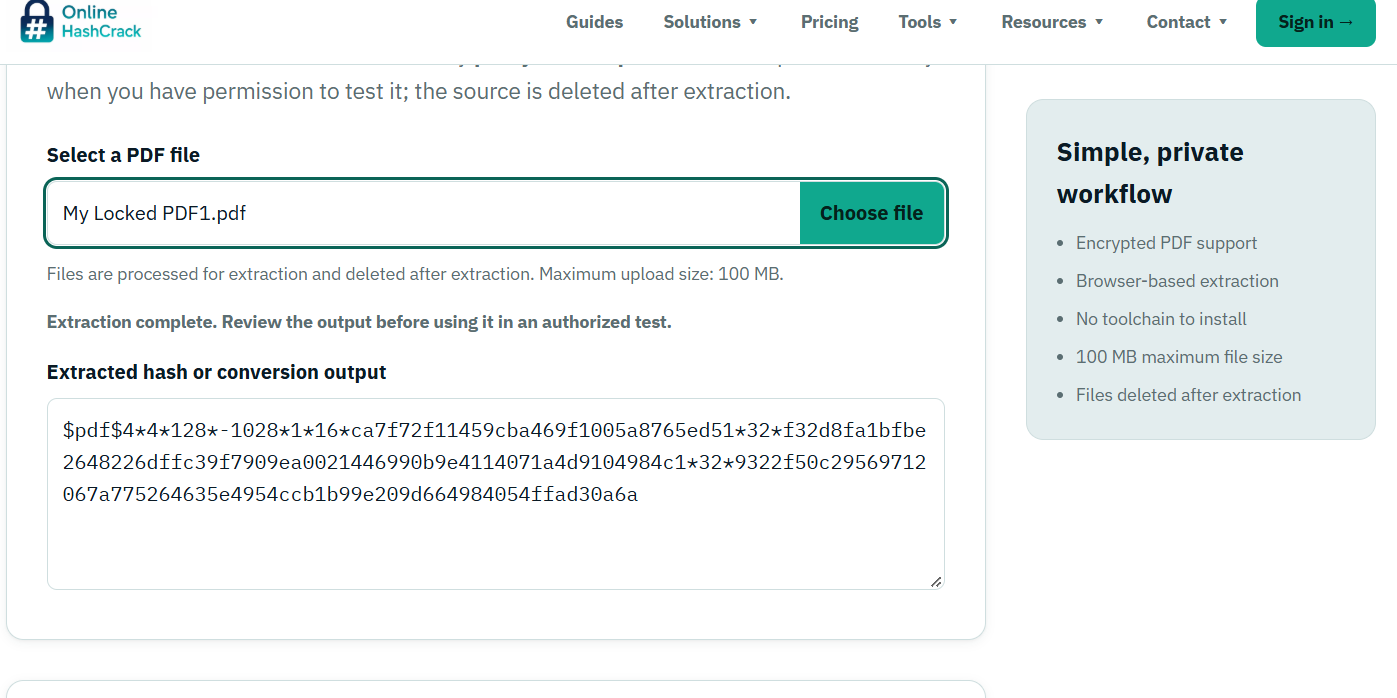 Online
HashCrack
Guides
Solutions ▼
Pricing
Tools ▼
Resources ▼
Contact ▼
Sign in →
when you have permission to test it; the source is deleted after extraction.
Select a PDF file
My Locked PDF1.pdf
Choose file
Files are processed for extraction and deleted after extraction. Maximum upload size: 100 MB.
Extraction complete. Review the output before using it in an authorized test.
Extracted hash or conversion output
$pdf$4*4*128*-1028*1*16*ca7f72f11459cba469f1005a8765ed51*32*f32d8fa1bfbe
2648226dffc39f7909ea0021446990b9e4114071a4d9104984c1*32*9322f50c29569712
067a775264635e4954ccb1b99e209d664984054ffad30a6a
Simple, private
workflow
• Encrypted PDF support
• Browser-based extraction
• No toolchain to install
• 100 MB maximum file size
• Files deleted after extraction